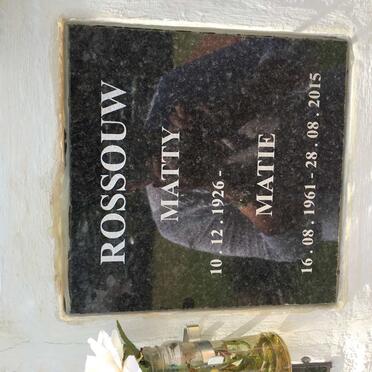 ROSSOUW
MATTY
10 . 12 . 1926 -
MATIE
16 . 08 . 1961 - 28 . 08 . 2015